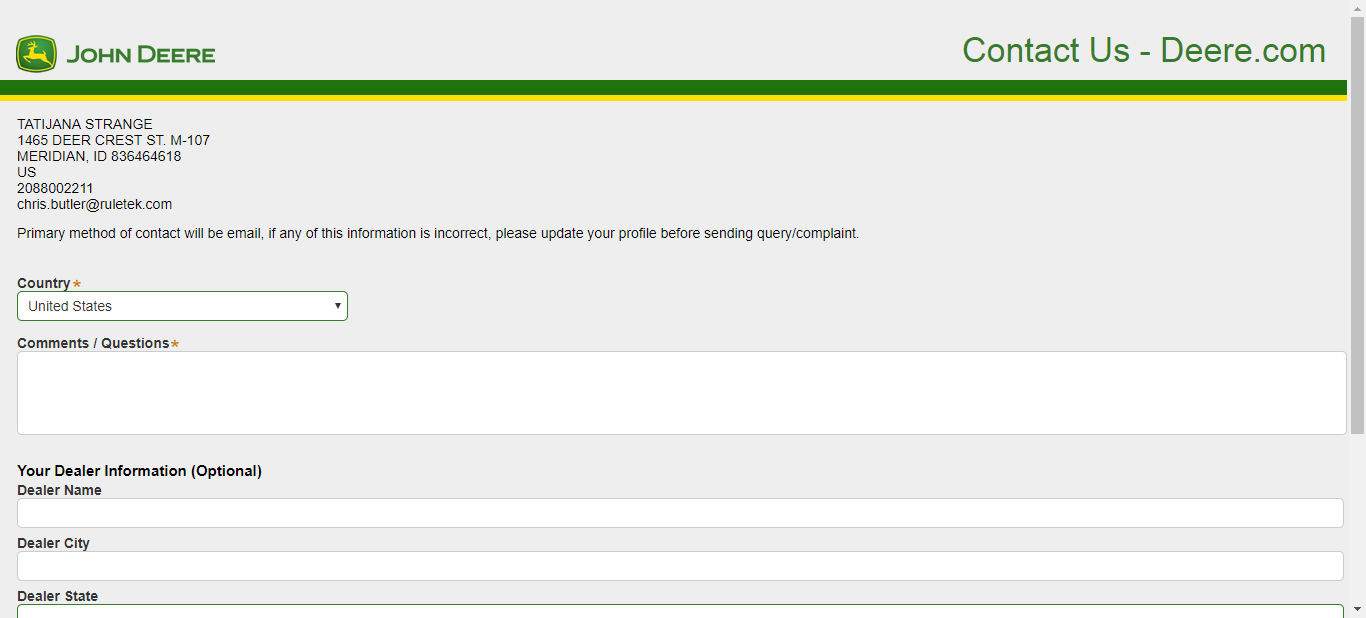 JOHN DEERE
Contact Us - Deere.com
TATIJANA STRANGE
1465 DEER CREST ST. M-107
MERIDIAN, ID 836464618
US
2088002211
chris.butler@ruletek.com
Primary method of contact will be email, if any of this information is incorrect, please update your profile before sending query/complaint.
Country*
United States
Comments / Questions*
Your Dealer Information (Optional)
Dealer Name
Dealer City
Dealer State